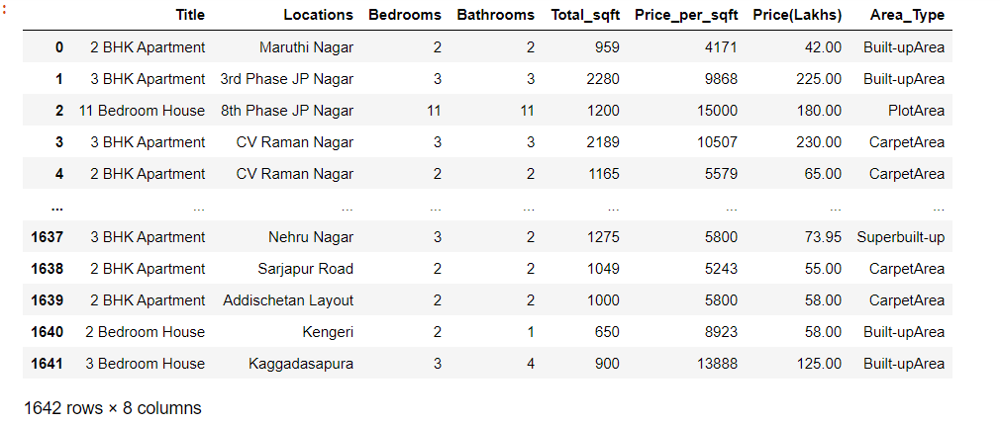 Title Locations Bedrooms Bathrooms Total_sqft Price_per_sqft Price(Lakhs) Area_Type
0 2 BHK Apartment Maruthi Nagar 2 2 959 4171 42.00 Built-upArea
1 3 BHK Apartment 3rd Phase JP Nagar 3 3 2280 9868 225.00 Built-upArea
2 11 Bedroom House 8th Phase JP Nagar 11 11 1200 15000 180.00 PlotArea
3 3 BHK Apartment CV Raman Nagar 3 3 2189 10507 230.00 CarpetArea
4 2 BHK Apartment CV Raman Nagar 2 2 1165 5579 65.00 CarpetArea
... ... ... ... ... ... ... ... ...
1637 3 BHK Apartment Nehru Nagar 3 2 1275 5800 73.95 Superbuilt-up
1638 2 BHK Apartment Sarjapur Road 2 2 1049 5243 55.00 CarpetArea
1639 2 BHK Apartment Addischetan Layout 2 2 1000 5800 58.00 CarpetArea
1640 2 Bedroom House Kengeri 2 1 650 8923 58.00 Built-upArea
1641 3 Bedroom House Kaggadasapura 3 4 900 13888 125.00 Built-upArea
1642 rows × 8 columns